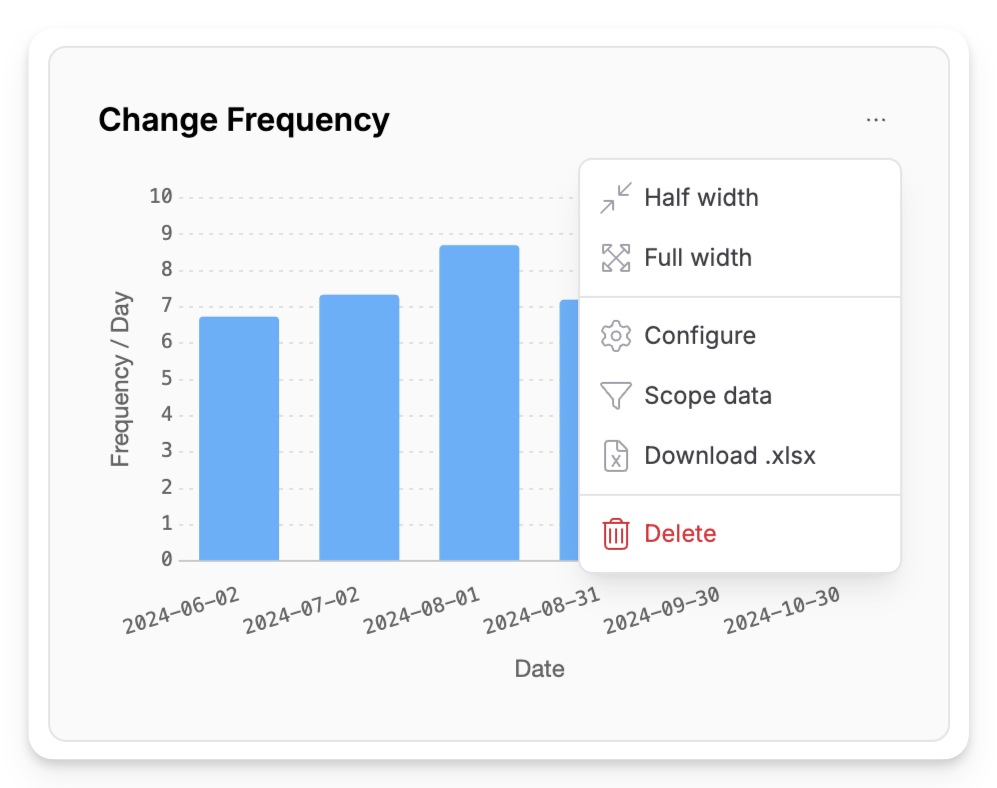 Change Frequency
...
Half width
Full width
Configure
Scope data
Download .xlsx
Delete
10
9
8
7
6
5
4
3
2
1
0
Frequency / Day
2024-06-02
2024-07-02
2024-08-01
2024-08-31
2024-09-30
2024-10-30
Date